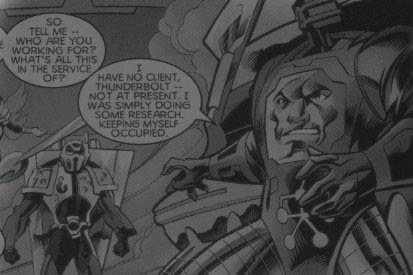 SO.
TELL ME --
WHO ARE YOU
WORKING FOR?
WHAT'S ALL THIS
IN THE SERVICE
OF?
I
HAVE NO CLIENT,
THUNDERBOLT --
NOT AT PRESENT. I
WAS SIMPLY DOING
SOME RESEARCH.
KEEPING MYSELF
OCCUPIED.